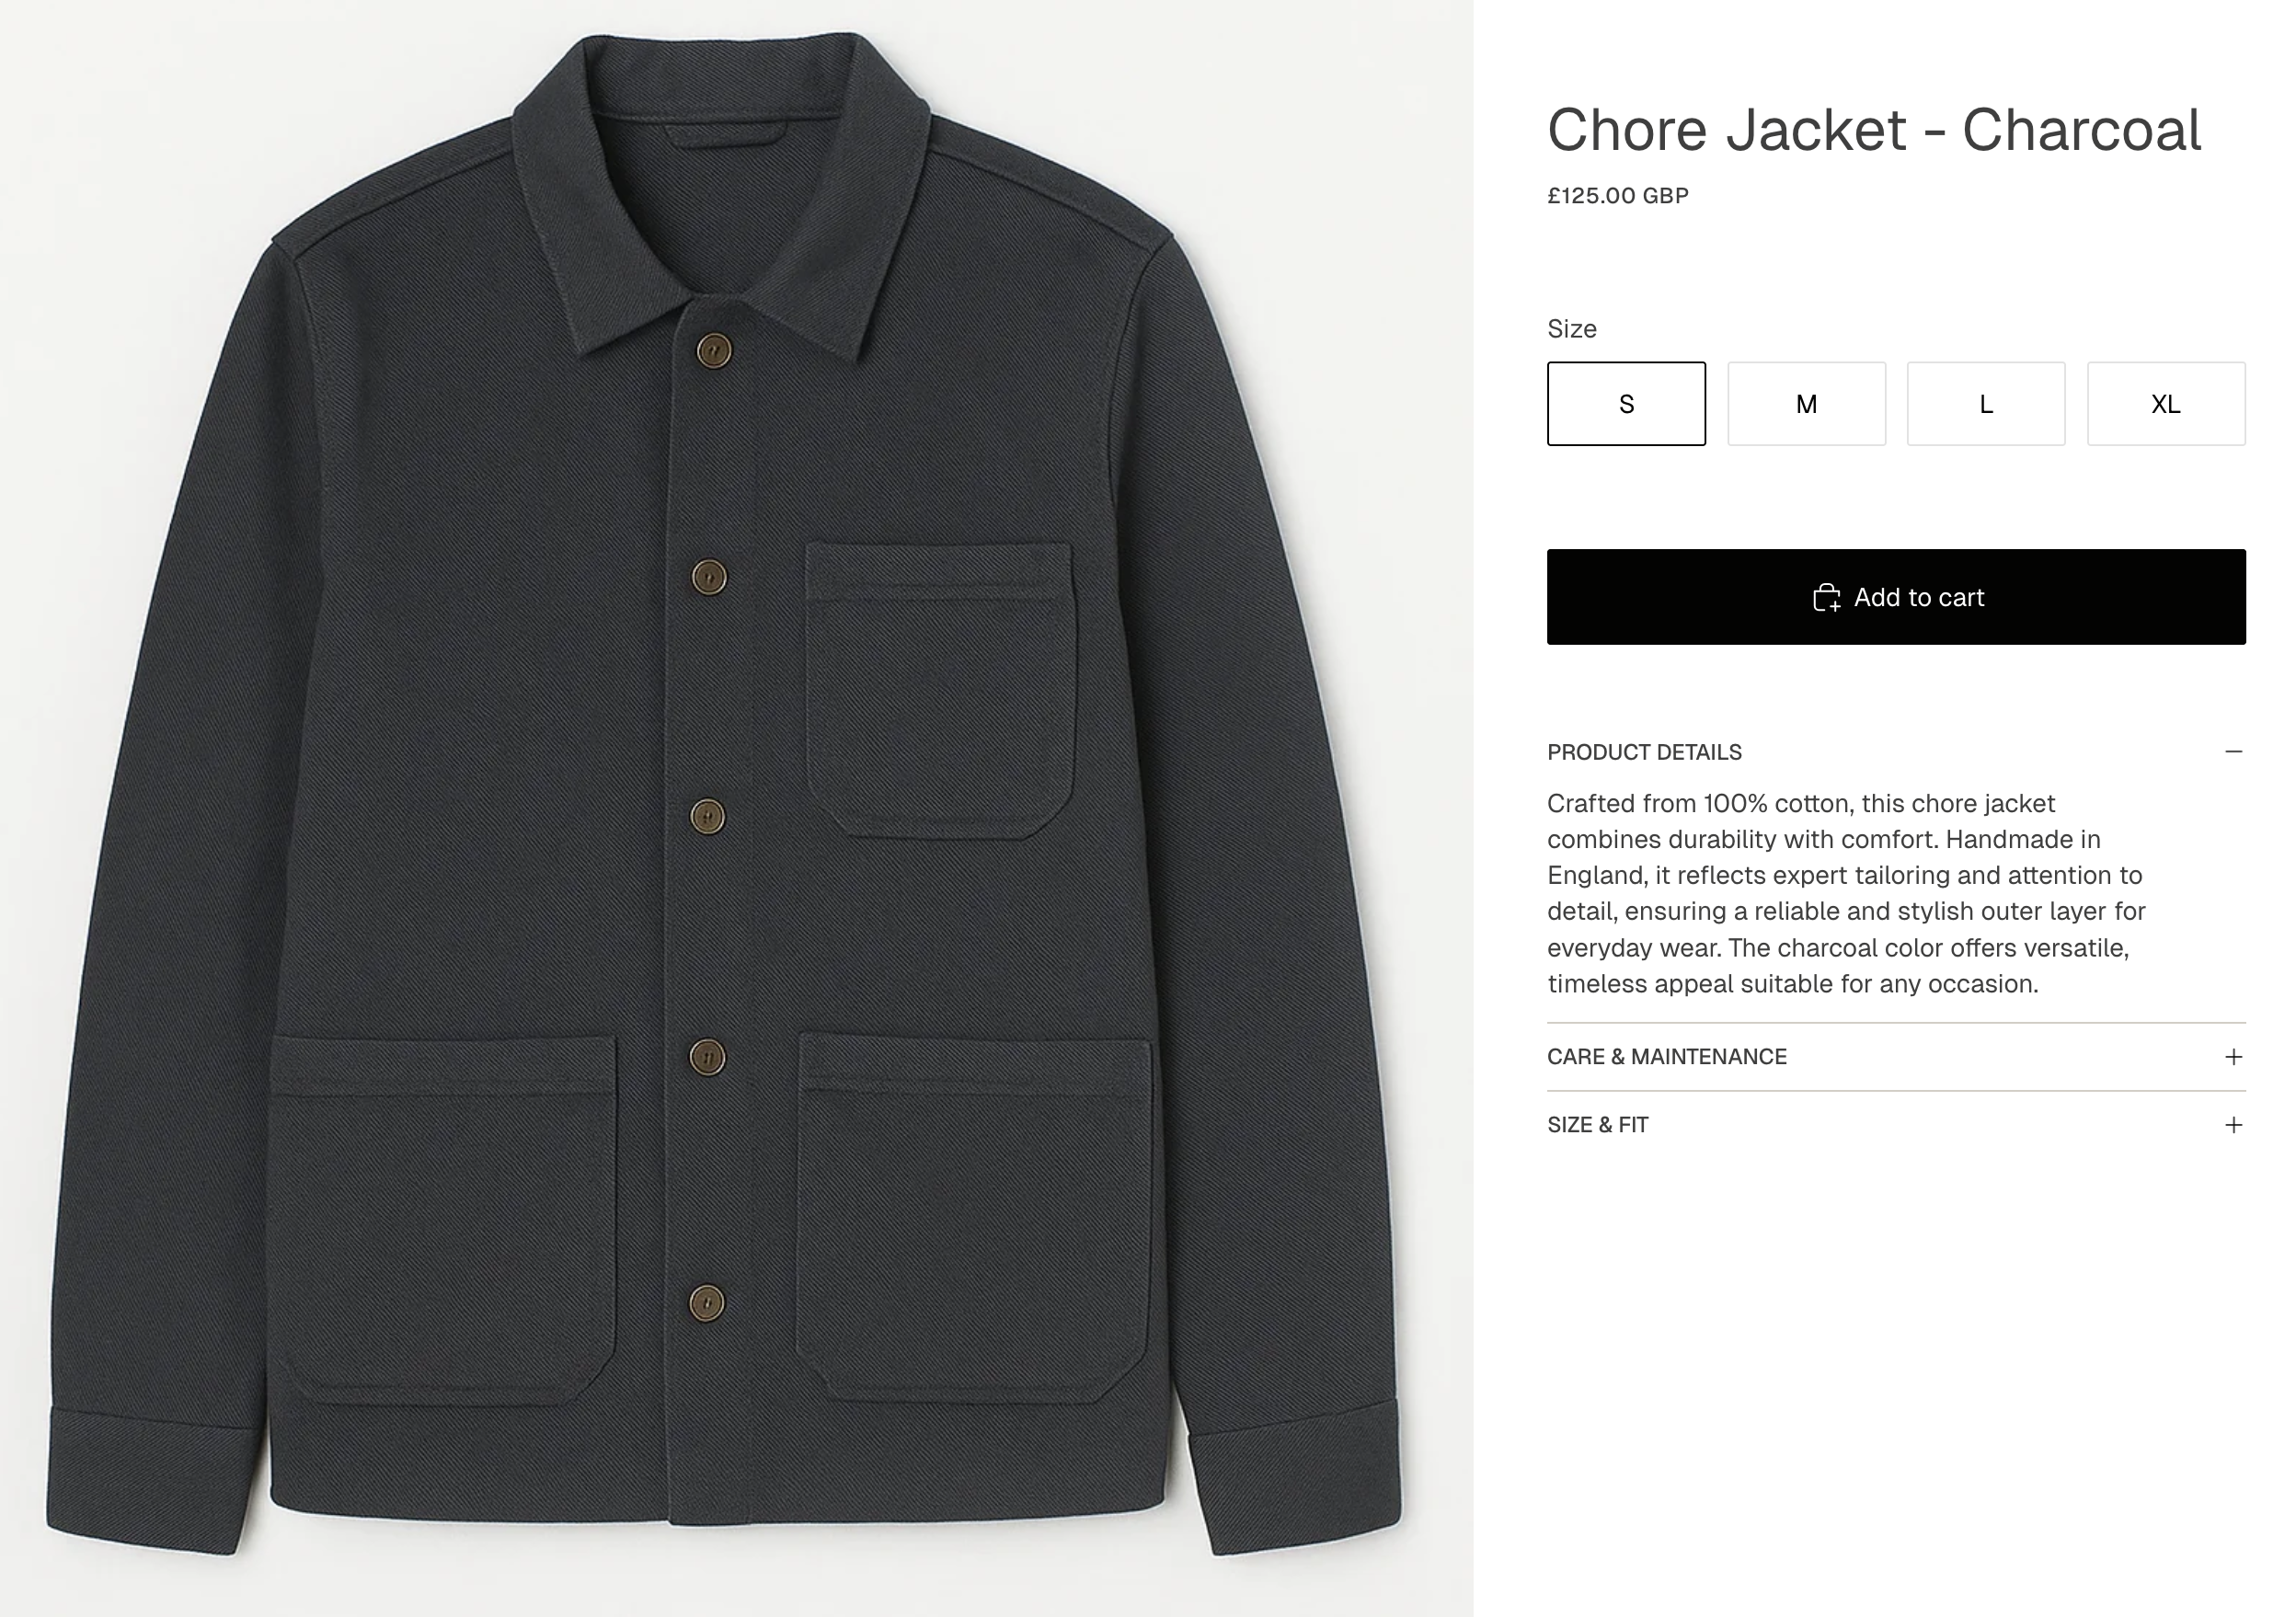 Chore Jacket - Charcoal
£125.00 GBP
Size
S
M
L
XL
Add to cart
PRODUCT DETAILS
Crafted from 100% cotton, this chore jacket
combines durability with comfort. Handmade in
England, it reflects expert tailoring and attention to
detail, ensuring a reliable and stylish outer layer for
everyday wear. The charcoal color offers versatile,
timeless appeal suitable for any occasion.
CARE & MAINTENANCE
SIZE & FIT